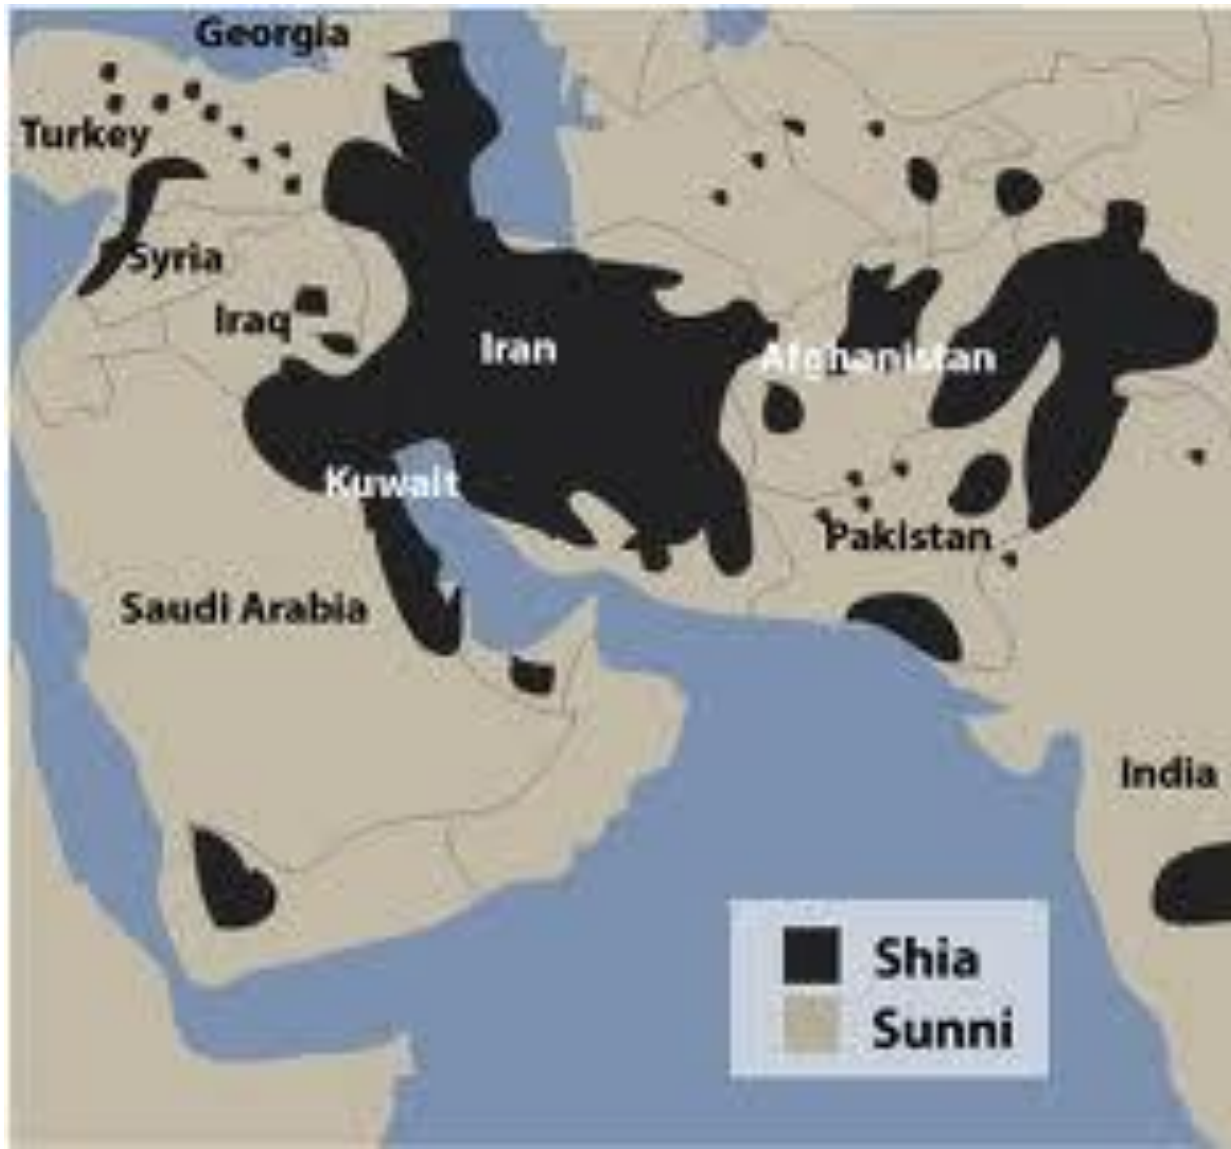 Georgia
Turkey
Syria
Iraq
Iran
Afghanistan
Kuwait
Pakistan
Saudi Arabia
India
Shia
Sunni